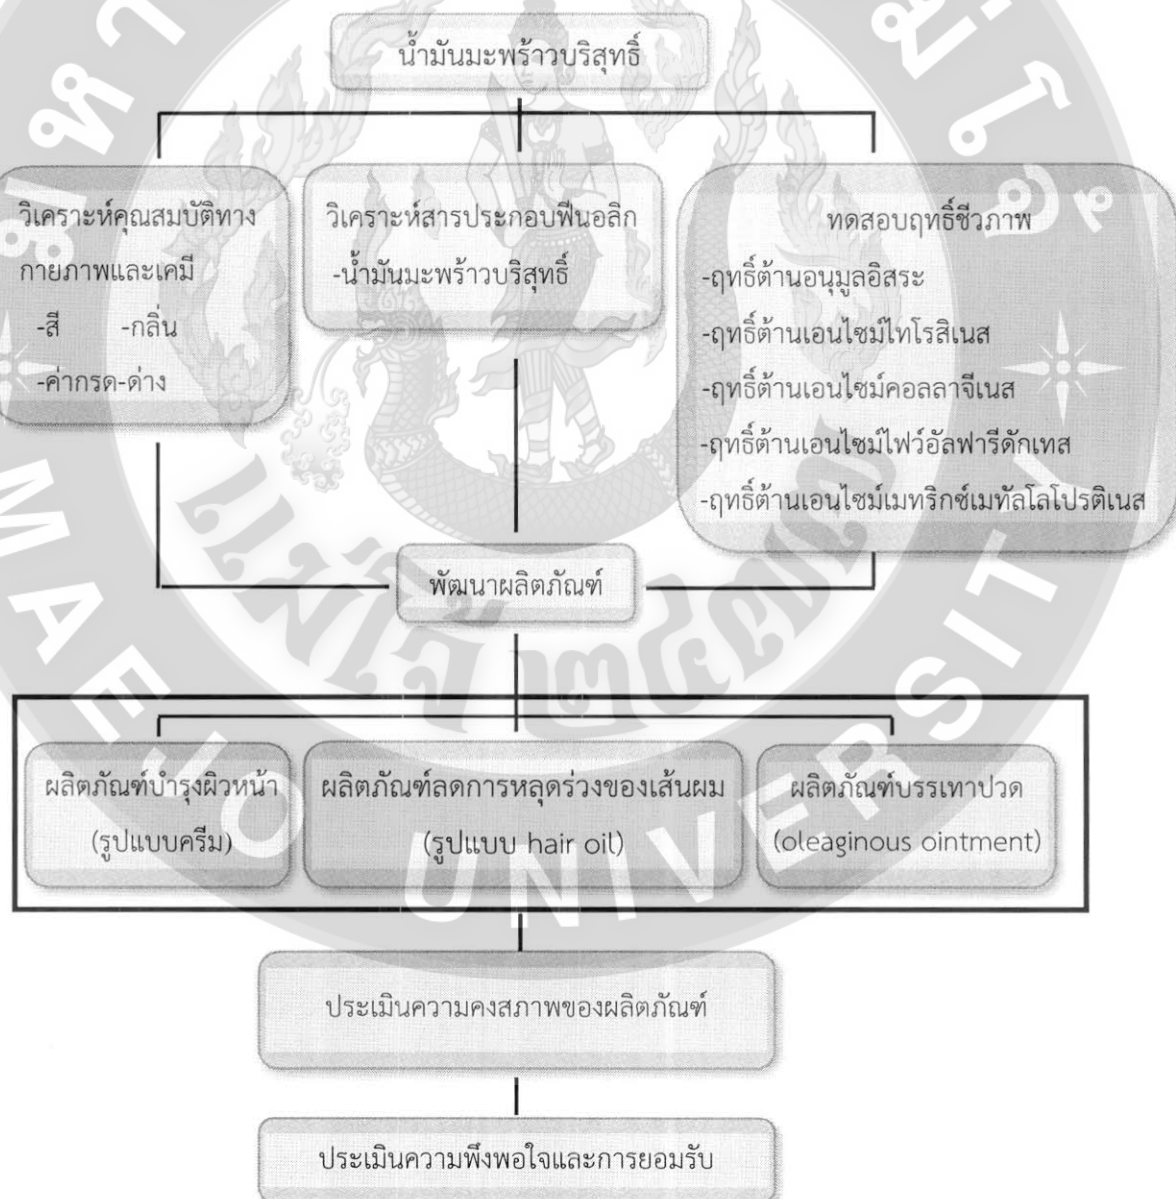 น้ำมันมะพร้าวบริสุทธิ์
วิเคราะห์คุณสมบัติทาง
กายภาพและเคมี
-สี -กลิ่น
-ค่ากรด-ด่าง
วิเคราะห์สารประกอบฟีนอลิก
-น้ำมันมะพร้าวบริสุทธิ์
ทดสอบฤทธิ์ชีวภาพ
-ฤทธิ์ต้านอนุมูลอิสระ
-ฤทธิ์ต้านเอนไซม์ไทโรสิเนส
-ฤทธิ์ต้านเอนไซม์คอลลาจีเนส
-ฤทธิ์ต้านเอนไซม์ไฟว์อัลฟารีดักเทส
-ฤทธิ์ต้านเอนไซม์เมทริกซ์เมทัลโลโปรติเนส
พัฒนาผลิตภัณฑ์
ผลิตภัณฑ์บำรุงผิวหน้า
(รูปแบบครีม)
ผลิตภัณฑ์ลดการหลุดร่วงของเส้นผม
(รูปแบบ hair oil)
ผลิตภัณฑ์บรรเทาปวด
(oleaginous ointment)
ประเมินความคงสภาพของผลิตภัณฑ์
ประเมินความพึงพอใจและการยอมรับ
MAEJO UNIVERSITY
แม่โจ้ ๒๔๗๗